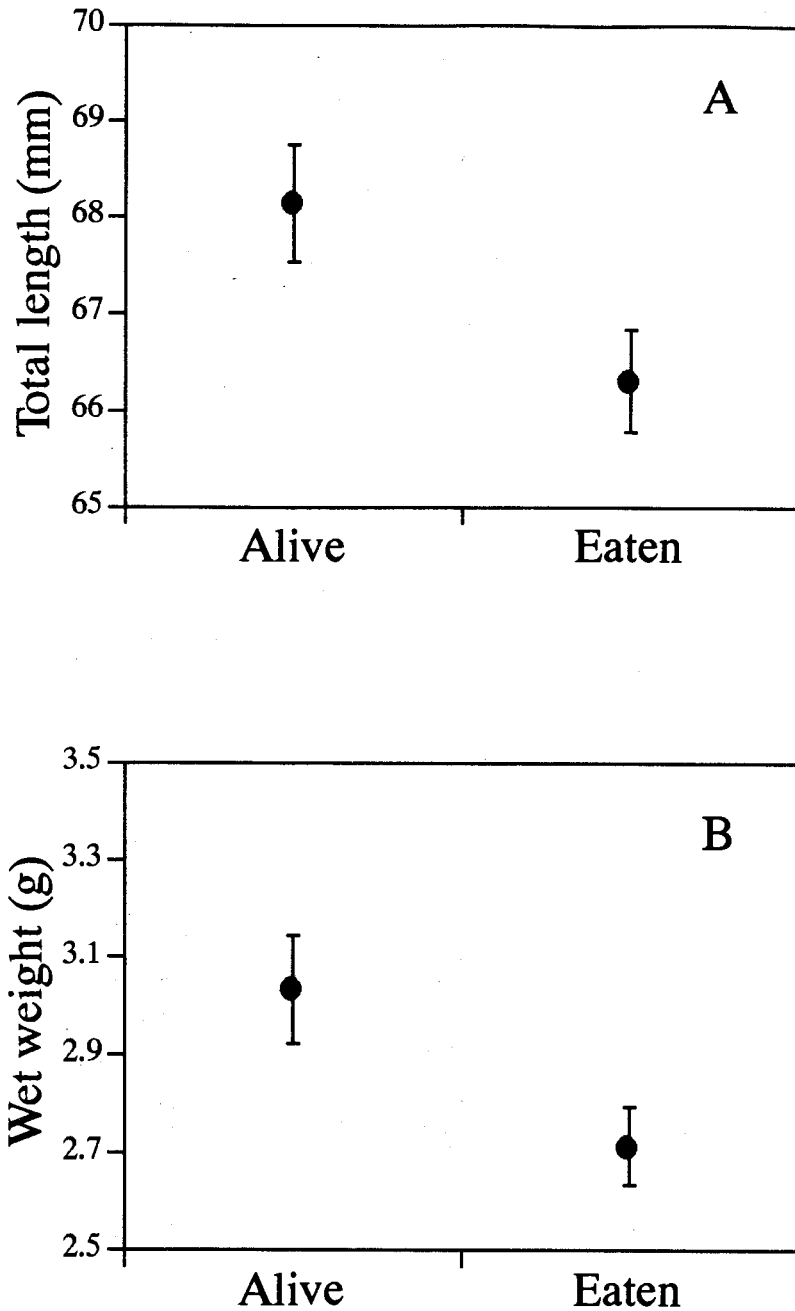 70
A
69
68
67
66
65
Total length (mm)
Alive Eaten
3.5
B
3.3
3.1
2.9
2.7
2.5
Wet weight (g)
Alive Eaten